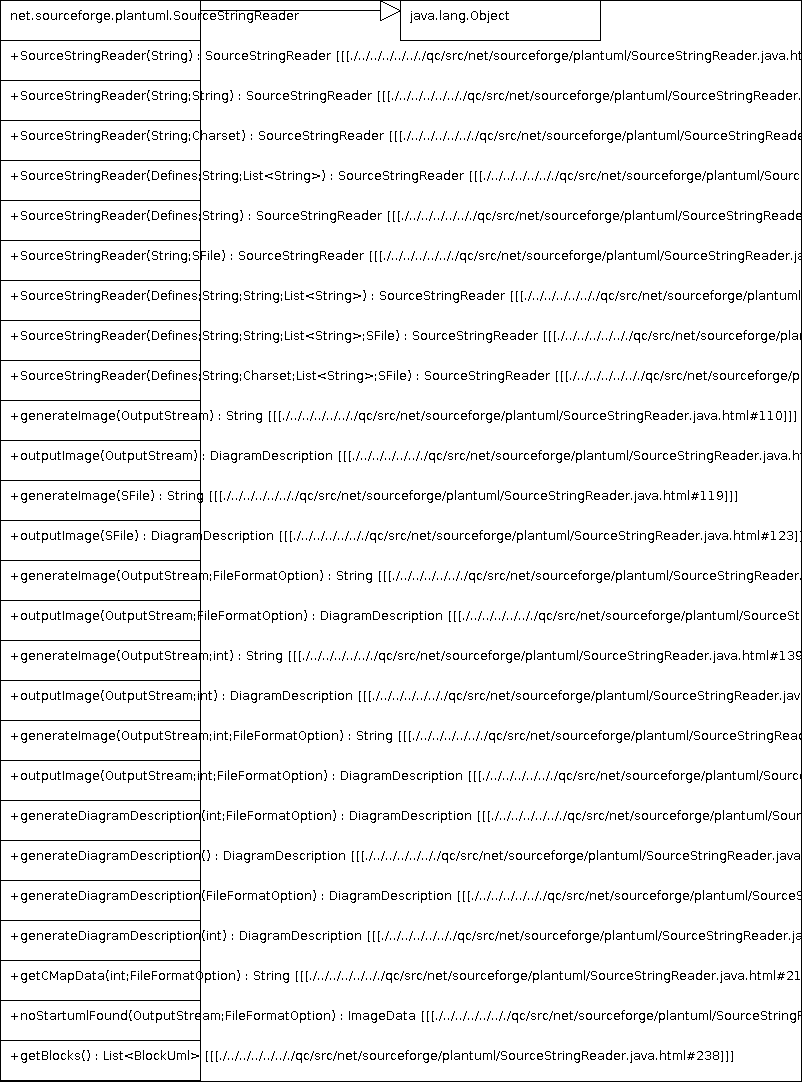 net.sourceforge.plantuml.SourceStringReader
java.lang.Object
+SourceStringReader(String) : SourceStringReader [[[./../../../../../../qc/src/net/sourceforge/plantuml/SourceStringReader.java.ht
+SourceStringReader(String;String) : SourceStringReader [[[./../../../../../../qc/src/net/sourceforge/plantuml/SourceStringReader.
+SourceStringReader(String;Charset) : SourceStringReader [[[./../../../../../../qc/src/net/sourceforge/plantuml/SourceStringReade
+SourceStringReader(Defines;String;List<String>) : SourceStringReader [[[./../../../../../../qc/src/net/sourceforge/plantuml/Sourc
+SourceStringReader(Defines;String) : SourceStringReader [[[./../../../../../../qc/src/net/sourceforge/plantuml/SourceStringReade
+SourceStringReader(String;SFile) : SourceStringReader [[[./../../../../../../qc/src/net/sourceforge/plantuml/SourceStringReader.ja
+SourceStringReader(Defines;String;String;List<String>) : SourceStringReader [[[./../../../../../../qc/src/net/sourceforge/plantuml
+SourceStringReader(Defines;String;String;List<String>;SFile) : SourceStringReader [[[./../../../../../../qc/src/net/sourceforge/pla
+SourceStringReader(Defines;String;Charset;List<String>;SFile) : SourceStringReader [[[./../../../../../../qc/src/net/sourceforge/p
+generateImage(OutputStream) : String [[[./../../../../../../qc/src/net/sourceforge/plantuml/SourceStringReader.java.html#110]]]
+outputImage(OutputStream) : DiagramDescription [[[./../../../../../../qc/src/net/sourceforge/plantuml/SourceStringReader.java.ht
+generateImage(SFile) : String [[[./../../../../../../qc/src/net/sourceforge/plantuml/SourceStringReader.java.html#119]]]
+outputImage(SFile) : DiagramDescription [[[./../../../../../../qc/src/net/sourceforge/plantuml/SourceStringReader.java.html#123]]
+generateImage(OutputStream;FileFormatOption) : String [[[./../../../../../../qc/src/net/sourceforge/plantuml/SourceStringReader.
+outputImage(OutputStream;FileFormatOption) : DiagramDescription [[[./../../../../../../qc/src/net/sourceforge/plantuml/SourceSt
+generateImage(OutputStream;int) : String [[[./../../../../../../qc/src/net/sourceforge/plantuml/SourceStringReader.java.html#139
+outputImage(OutputStream;int) : DiagramDescription [[[./../../../../../../qc/src/net/sourceforge/plantuml/SourceStringReader.jav
+generateImage(OutputStream;int;FileFormatOption) : String [[[./../../../../../../qc/src/net/sourceforge/plantuml/SourceStringRead
+outputImage(OutputStream;int;FileFormatOption) : DiagramDescription [[[./../../../../../../qc/src/net/sourceforge/plantuml/Sourc
+generateDiagramDescription(int;FileFormatOption) : DiagramDescription [[[./../../../../../../qc/src/net/sourceforge/plantuml/Sour
+generateDiagramDescription() : DiagramDescription [[[./../../../../../../qc/src/net/sourceforge/plantuml/SourceStringReader.java
+generateDiagramDescription(FileFormatOption) : DiagramDescription [[[./../../../../../../qc/src/net/sourceforge/plantuml/SourceS
+generateDiagramDescription(int) : DiagramDescription [[[./../../../../../../qc/src/net/sourceforge/plantuml/SourceStringReader.ja
+getCMapData(int;FileFormatOption) : String [[[./../../../../../../qc/src/net/sourceforge/plantuml/SourceStringReader.java.html#21
+noStartumlFound(OutputStream;FileFormatOption) : ImageData [[[./../../../../../../qc/src/net/sourceforge/plantuml/SourceStringR
+getBlocks() : List<BlockUml> [[[./../../../../../../qc/src/net/sourceforge/plantuml/SourceStringReader.java.html#238]]]